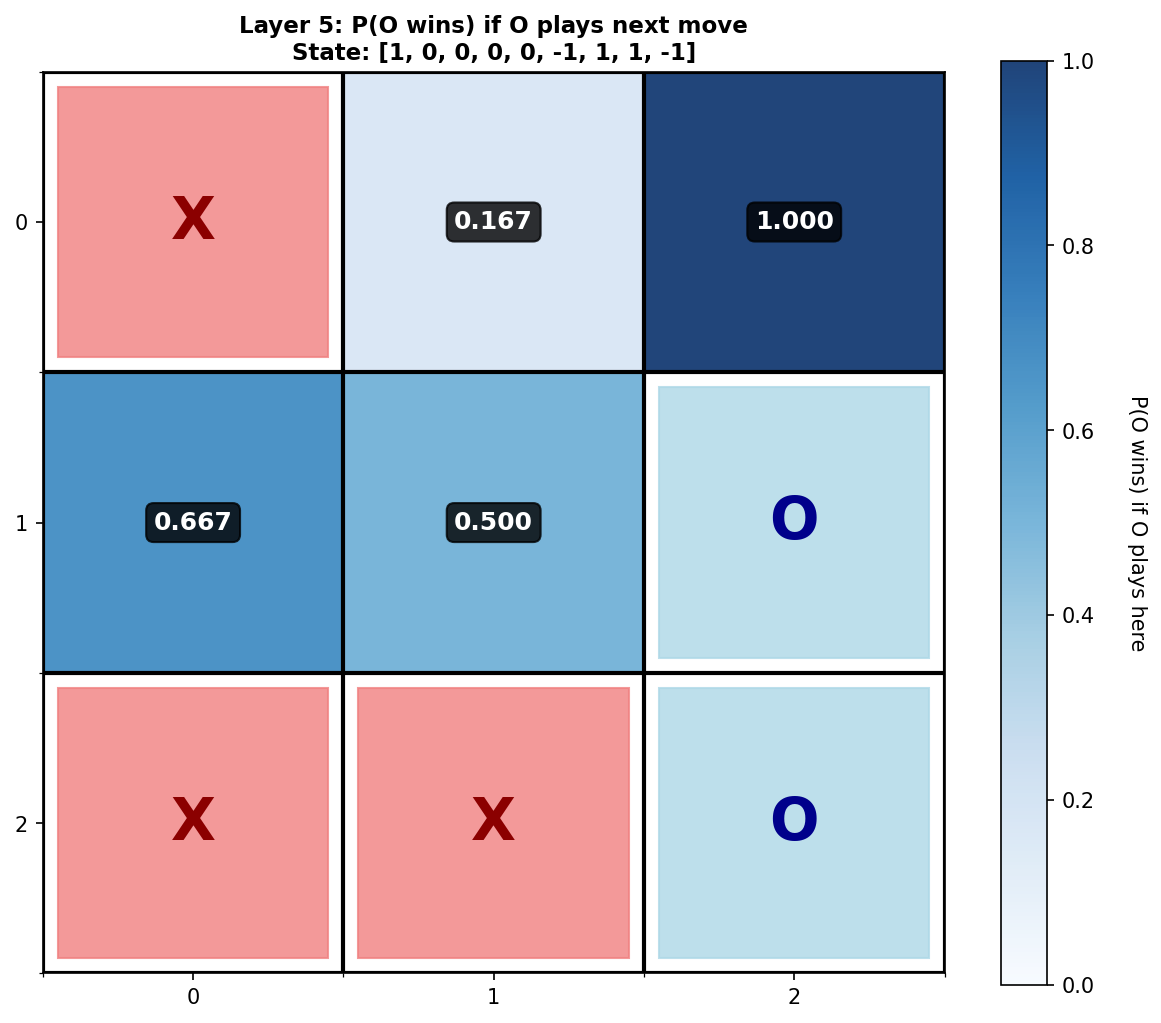 Layer 5: P(O wins) if O plays next move
State: [1, 0, 0, 0, 0, -1, 1, 1, -1]
0
X
0.167
1.000
1
0.667
0.500
O
2
X
X
O
0
1
2
1.0
0.8
0.6
0.4
0.2
0.0
P(O wins) if O plays here